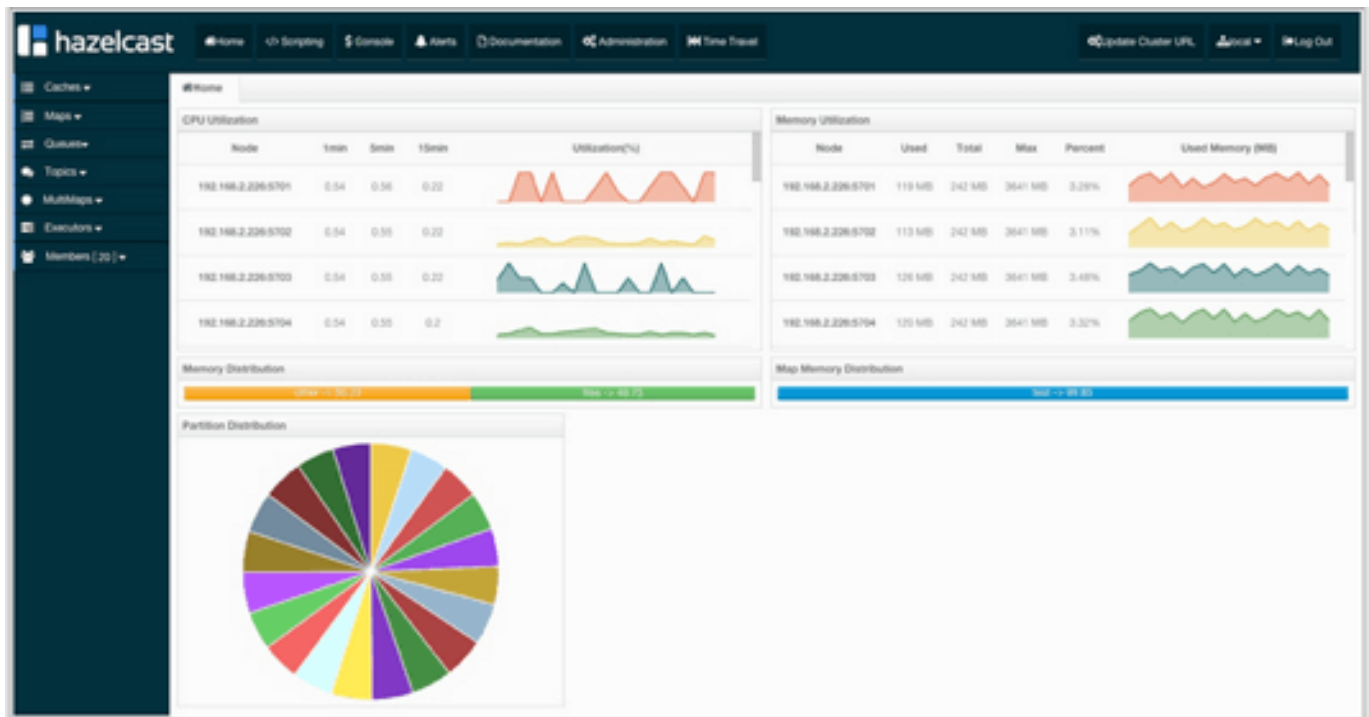 hazelcast Home </> Scripting $ Console Alerts Documentation Administration Time Travel Update Cluster URL local Log Out
Caches
Maps
Queues
Topics
MultiMaps
Executors
Members [ 20 ]
Home
CPU Utilization
Node 1min 5min 15min Utilization(%)
192.168.2.226:5701 0.54 0.56 0.22
192.168.2.226:5702 0.54 0.55 0.22
192.168.2.226:5703 0.54 0.55 0.22
192.168.2.226:5704 0.54 0.55 0.2
Memory Utilization
Node Used Total Max Percent Used Memory (MB)
192.168.2.226:5701 119 MB 242 MB 3641 MB 3.28%
192.168.2.226:5702 113 MB 242 MB 3641 MB 3.11%
192.168.2.226:5703 126 MB 242 MB 3641 MB 3.48%
192.168.2.226:5704 120 MB 242 MB 3641 MB 3.32%
Memory Distribution
Map Memory Distribution
Partition Distribution